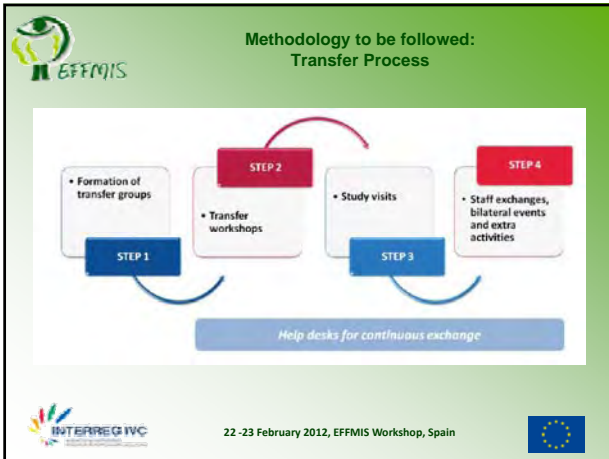 EFFMIS
Methodology to be followed:
Transfer Process
• Formation of
transfer groups
STEP 1
STEP 2
• Transfer
workshops
• Study visits
STEP 3
STEP 4
• Staff exchanges,
bilateral events
and extra
activities
Help desks for continuous exchange
INTERREG IVC
22 -23 February 2012, EFFMIS Workshop, Spain